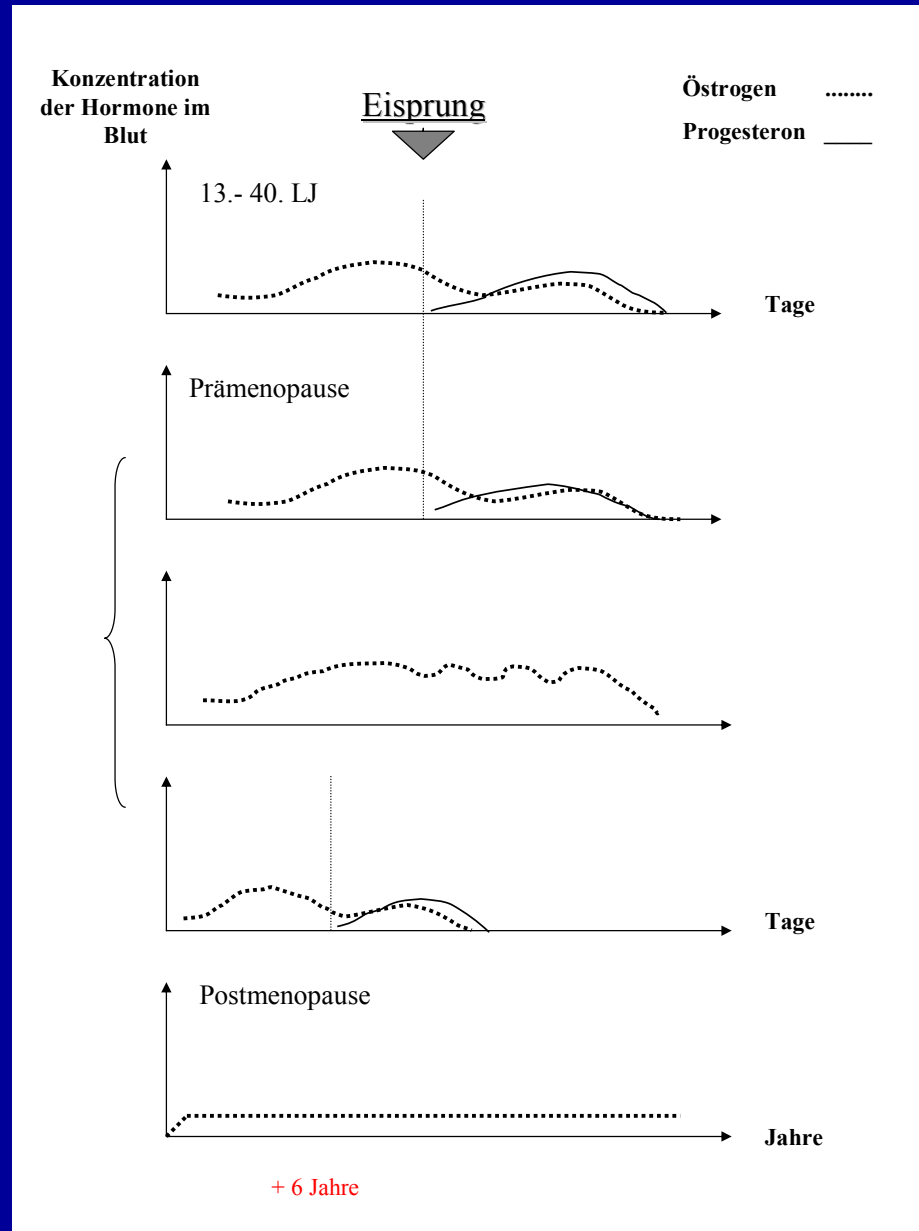 Konzentration
der Hormone im
Blut
Eisprung
Östrogen ........
Progesteron ____
13.- 40. LJ
Tage
Prämenopause
Tage
Postmenopause
Jahre
+ 6 Jahre